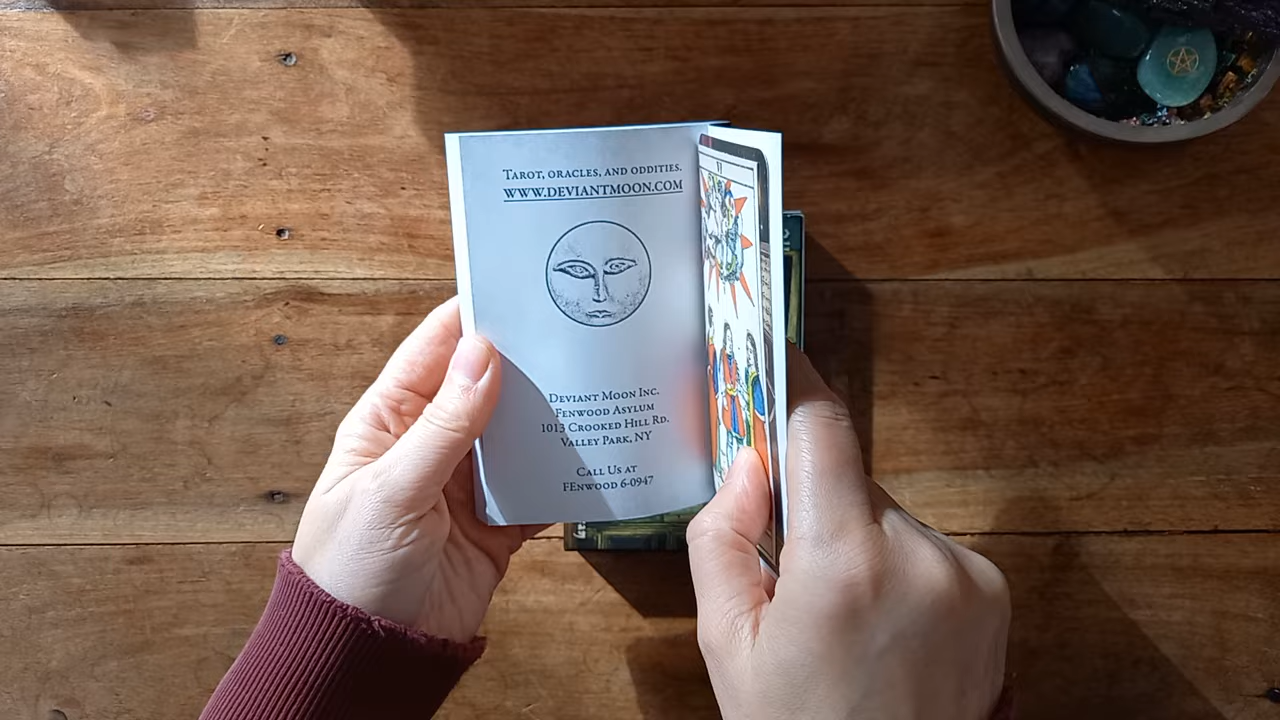 Tarot, oracles, and oddities.
www.deviantmoon.com
Deviant Moon Inc.
Fenwood Asylum
1013 Crooked Hill Rd.
Valley Park, NY
Call Us at
FEnwood 6-0947
VI